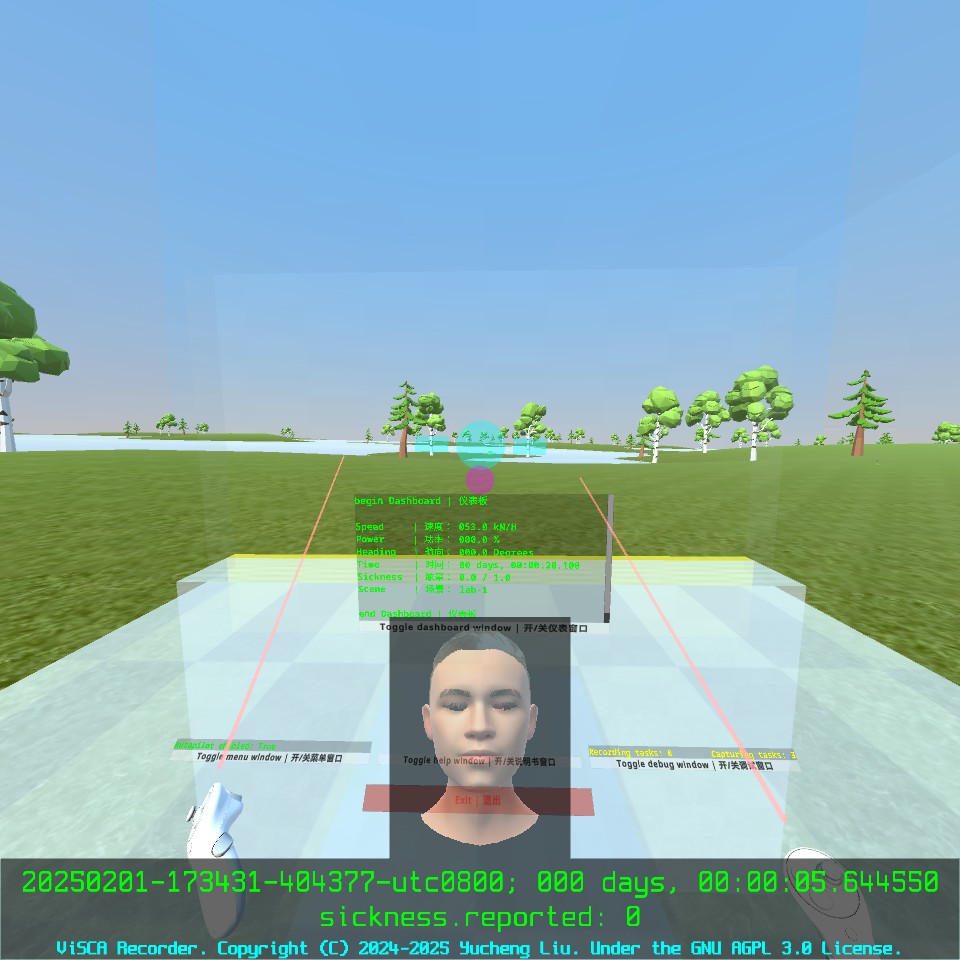 begin Dashboard | 仪表板
Speed | 速度: 053.0 kM/H
Power | 功率: 000.0 %
Heading | 航向: 000.0 Degrees
Time | 时间: 00 days, 00:00:20.100
Sickness | 眩晕: 0.0 / 1.0
Scene | 场景: lab-1
end Dashboard | 仪表板
Toggle dashboard window | 开/关仪表窗口
Autopilot enabled: True
Toggle menu window | 开/关菜单窗口
Toggle help window | 开/关说明书窗口
Recording tasks: 0 Capturing tasks: 3
Toggle debug window | 开/关调试窗口
Exit | 退出
20250201-173431-404377-utc0800; 000 days, 00:00:05.644550
sickness.reported: 0
ViSCA Recorder. Copyright (C) 2024-2025 Yucheng Liu. Under the GNU AGPL 3.0 License.